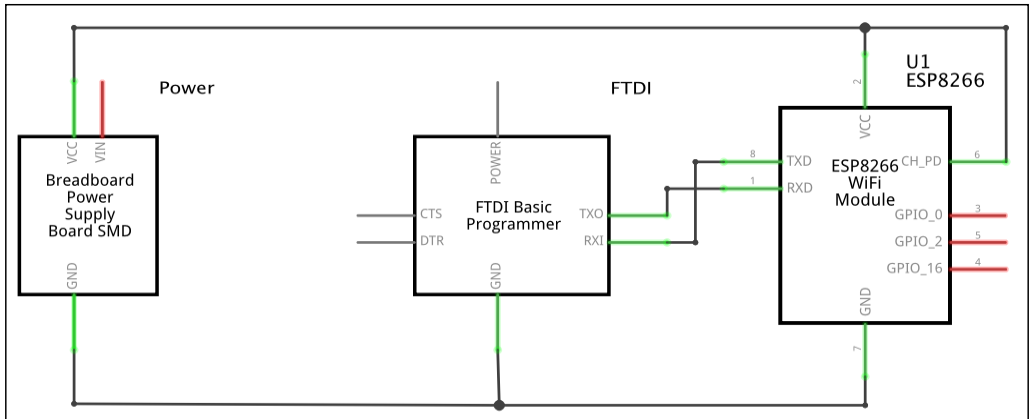 Power
VCC
VIN
Breadboard
Power
Supply
Board SMD
GND
FTDI
POWER
CTS
DTR
FTDI Basic
Programmer
TXO
RXI
GND
U1
ESP8266
2
VCC
8
TXD
1
RXD
ESP8266
WiFi
Module
CH_PD
6
GPIO_0
3
GPIO_2
5
GPIO_16
4
GND
7